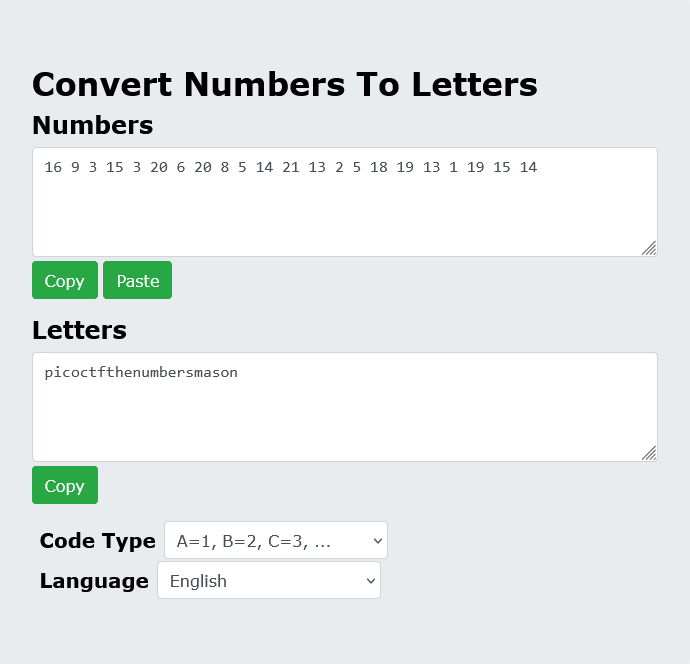 Convert Numbers To Letters
Numbers
16 9 3 15 3 20 6 20 8 5 14 21 13 2 5 18 19 13 1 19 15 14
Copy Paste
Letters
picoctfthenumbersmason
Copy
Code Type A=1, B=2, C=3, ...
Language English